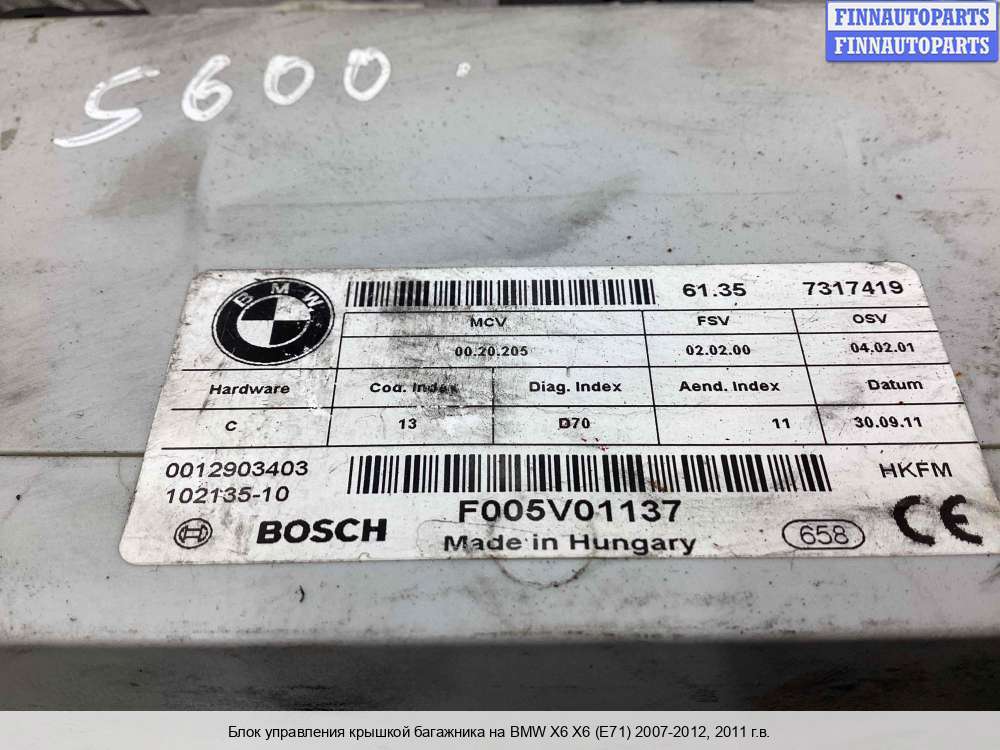 FINNAUTOPARTS
FINNAUTOPARTS
5600.
BMW
61.35 7317419
MCV FSV OSV
00.20.205 02.02.00 04.02.01
Hardware Cod. Index Diag. Index Aend. Index Datum
C 13 D70 11 30.09.11
0012903403 HKFM
102135-10
F005V01137
BOSCH Made in Hungary 658 CE
Блок управления крышкой багажника на BMW X6 X6 (E71) 2007-2012, 2011 г.в.